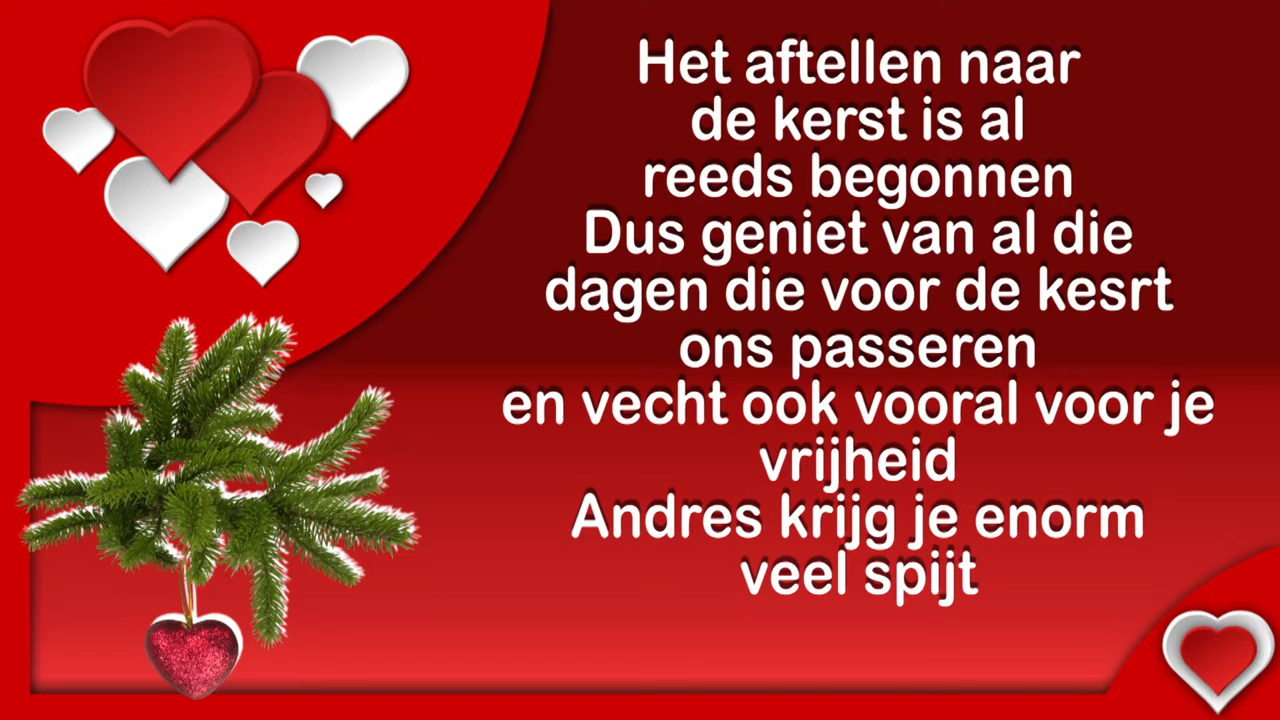 Het aftellen naar
de kerst is al
reeds begonnen
Dus geniet van al die
dagen die voor de kesrt
ons passeren
en vecht ook vooral voor je
vrijheid
Andres krijg je enorm
veel spijt